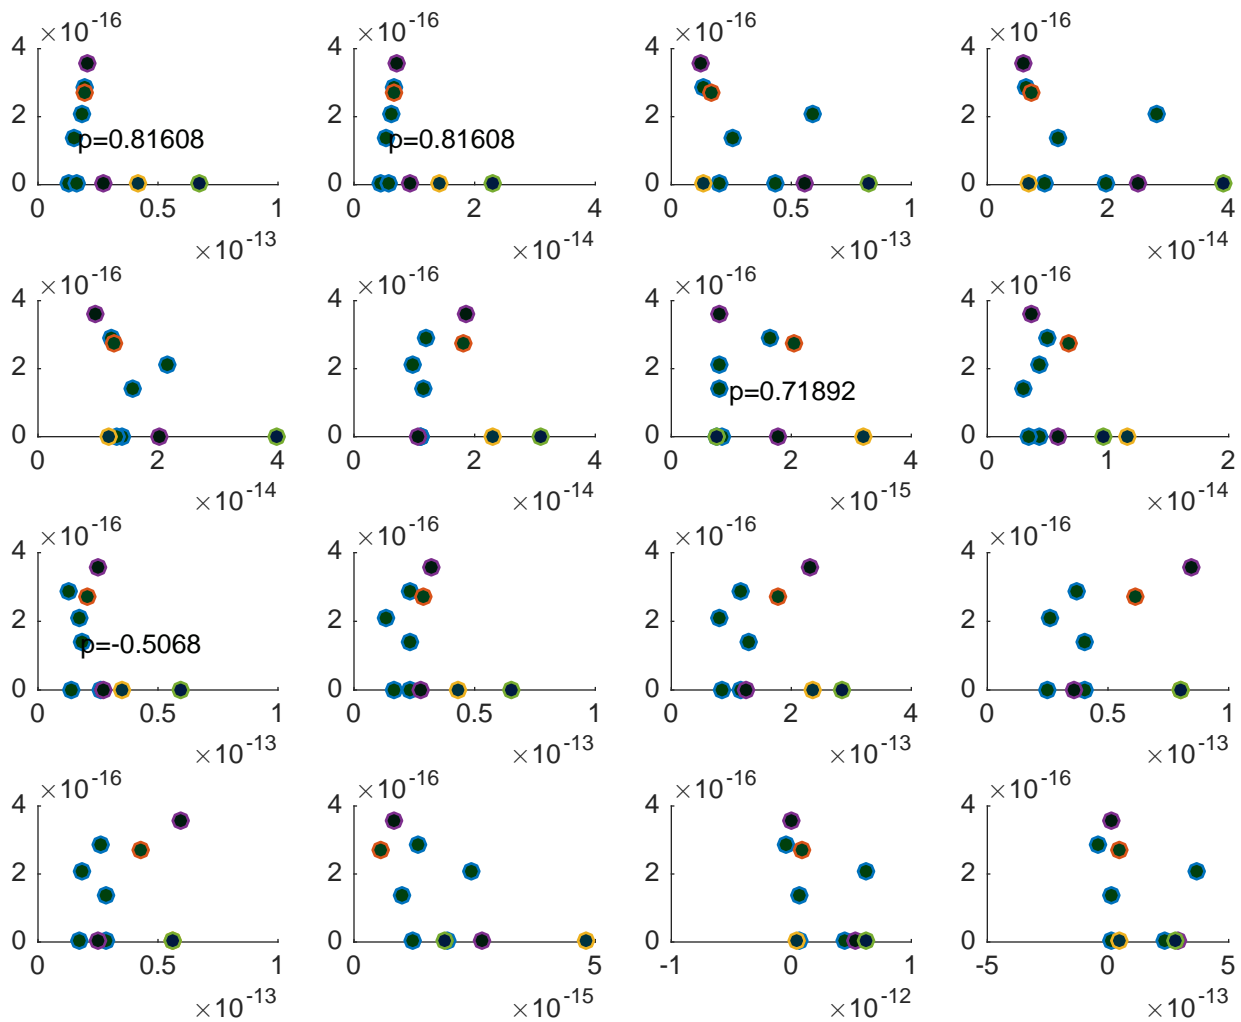 ×10-16 ×10-16 ×10-16 ×10-16
4 4 4 4
2 2 2 2
p=0.81608 p=0.81608
0 0 0 0
0 0.5 1 0 2 4 0 0.5 1 0 2 4
×10-13 ×10-14 ×10-13 ×10-14
×10-16 ×10-16 ×10-16 ×10-16
4 4 4 4
2 2 2 2
p=0.71892
0 0 0 0
0 2 4 0 2 4 0 2 4 0 1 2
×10-14 ×10-14 ×10-15 ×10-14
×10-16 ×10-16 ×10-16 ×10-16
4 4 4 4
2 2 2 2
p=-0.5068
0 0 0 0
0 0.5 1 0 0.5 1 0 2 4 0 0.5 1
×10-13 ×10-13 ×10-13 ×10-13
×10-16 ×10-16 ×10-16 ×10-16
4 4 4 4
2 2 2 2
0 0 0 0
0 0.5 1 0 5 -1 0 1 -5 0 5
×10-13 ×10-15 ×10-12 ×10-13